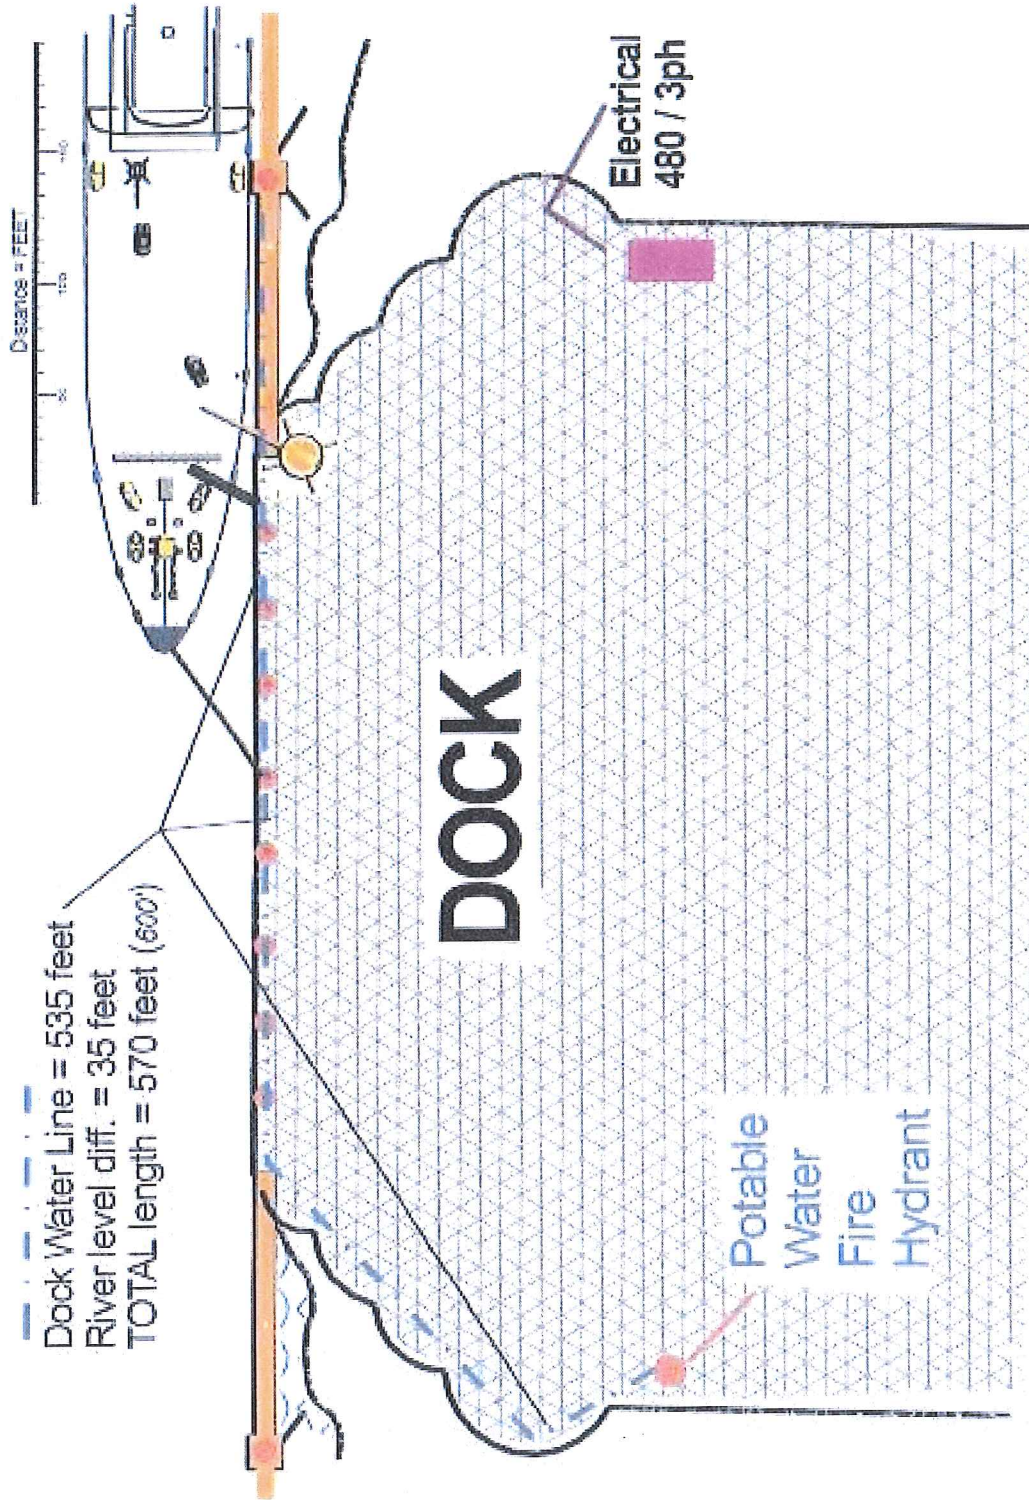 Dock Water Line = 535 feet
River level diff. = 35 feet
TOTAL length = 570 feet (600')
Distance = FEET
DOCK
Electrical
480 / 3ph
Potable
Water
Fire
Hydrant